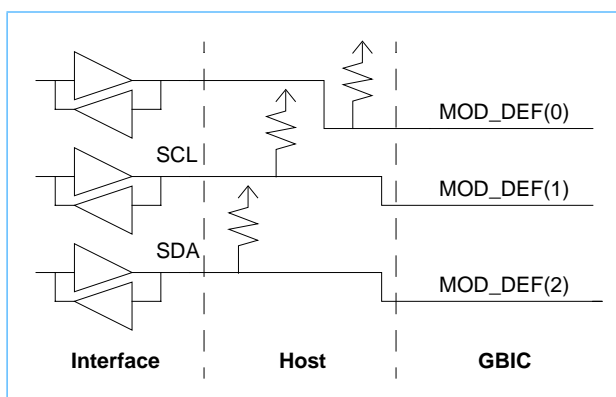 MOD_DEF(0)
SCL
MOD_DEF(1)
SDA
MOD_DEF(2)
Interface Host GBIC